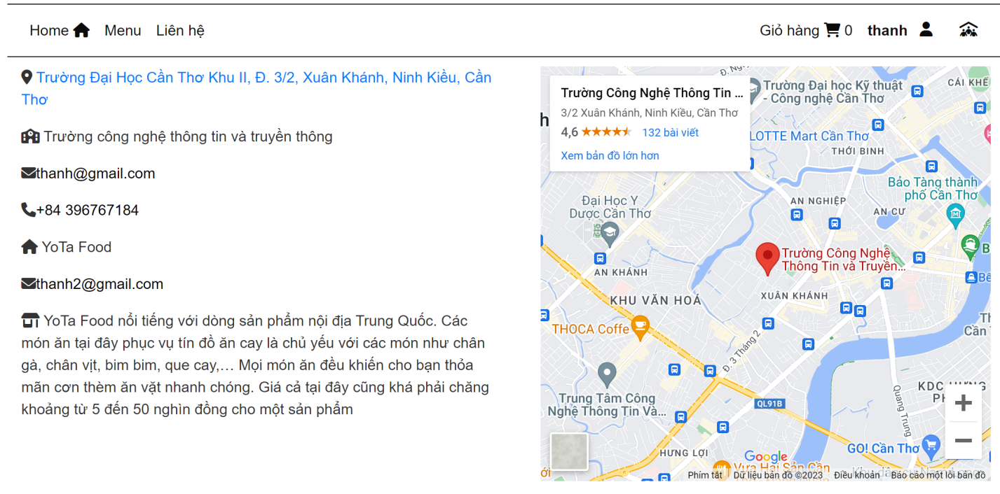 Home Menu Liên hệ Giỏ hàng 0 thanh
Trường Đại Học Cần Thơ Khu II, Đ. 3/2, Xuân Khánh, Ninh Kiều, Cần
Thơ
Trường công nghệ thông tin và truyền thông
thanh@gmail.com
+84 396767184
YoTa Food
thanh2@gmail.com
YoTa Food nổi tiếng với dòng sản phẩm nội địa Trung Quốc. Các
món ăn tại đây phục vụ tín đồ ăn cay là chủ yếu với các món như chân
gà, chân vịt, bim bim, que cay,... Mọi món ăn đều khiến cho bạn thỏa
mãn cơn thèm ăn vặt nhanh chóng. Giá cả tại đây cũng khá phải chăng
khoảng từ 5 đến 50 nghìn đồng cho một sản phẩm
Trường Công Nghệ Thông Tin ...
3/2 Xuân Khánh, Ninh Kiều, Cần Thơ
4,6 132 bài viết
Xem bản đồ lớn hơn
Trường Đại học Kỹ thuật
- Công nghệ Cần Thơ
CÁI KHẾ
LOTTE Mart Cần Thơ
THỚI BÌNH
Bảo Tàng thành
phố Cần Thơ
Đại Học Y
Dược Cần Thơ
AN NGHIỆP
AN CƯ
Trường Công Nghệ
Thông Tin và Truyền...
AN KHÁNH
XUÂN KHÁNH
KHU VĂN HOÁ
THOCA Coffe
Đ. 3 Tháng 2
Trung Tâm Công
Nghệ Thông Tin Và...
QL91B
Quang Trung
GO! Cần Thơ
HƯNG LỢI
Google
Phím tắt Dữ liệu bản đồ ©2023 Điều khoản Báo cáo một lỗi bản đồ